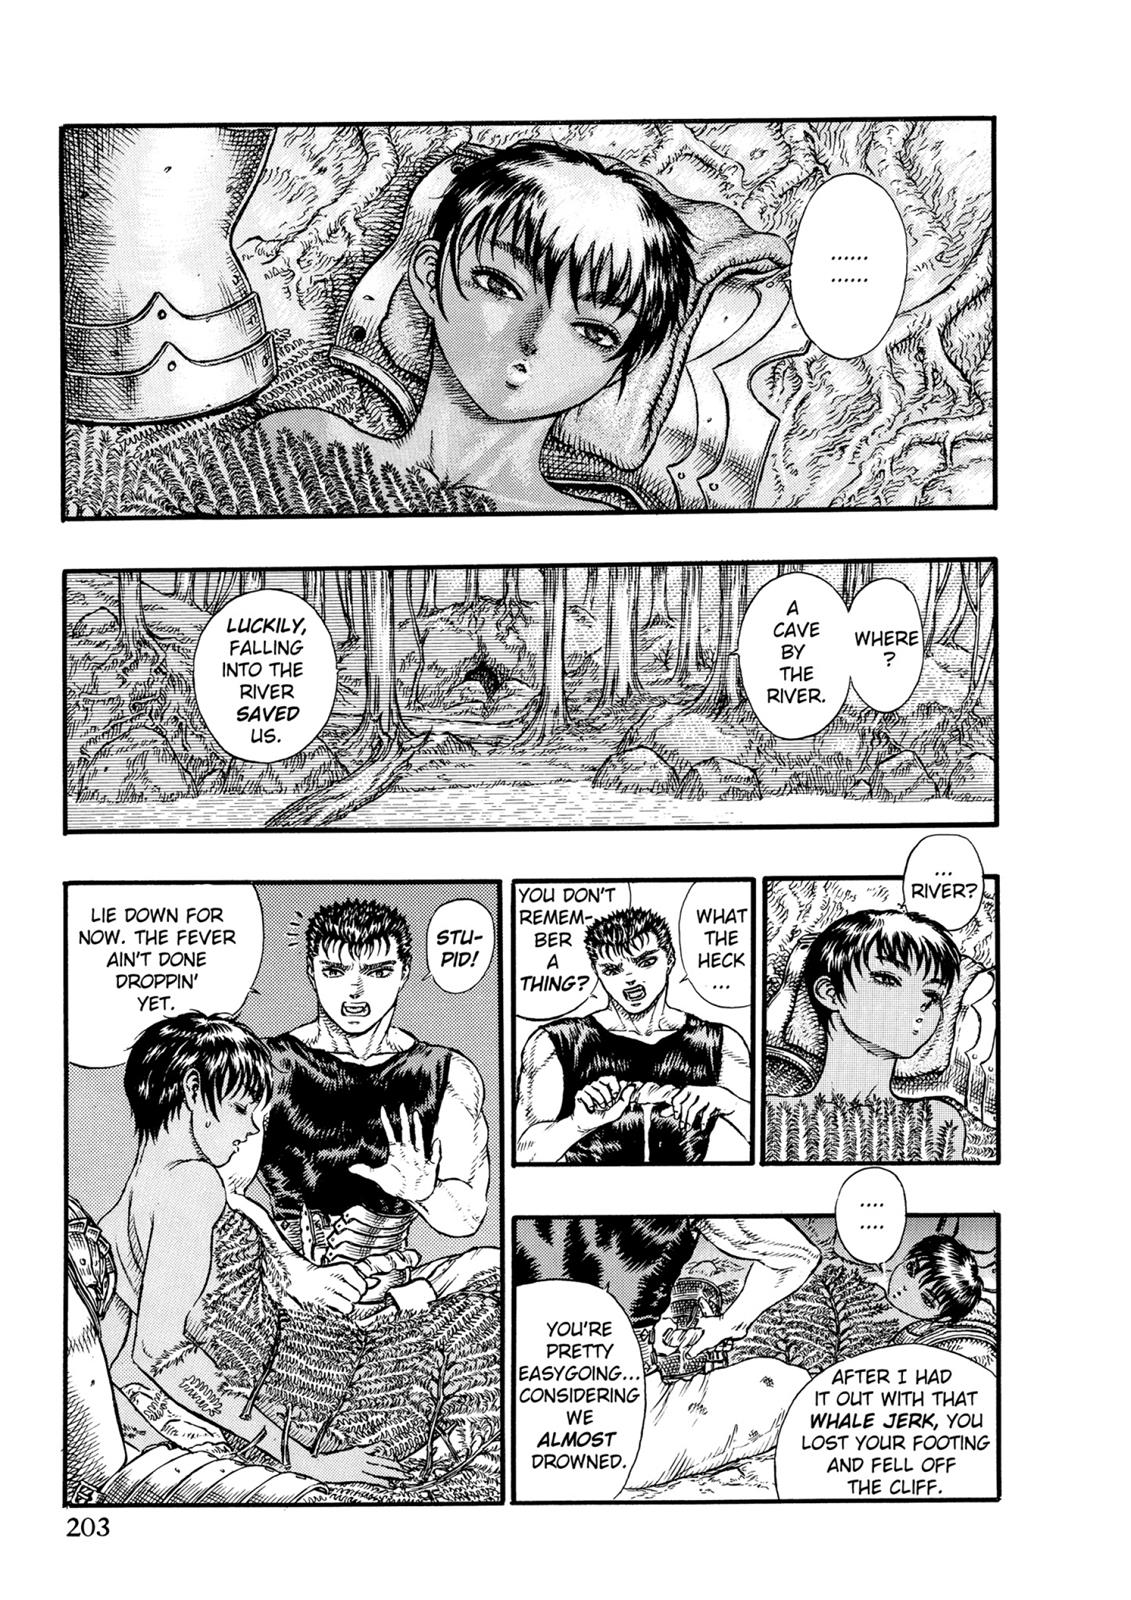 ......
......
WHERE
?
A
CAVE
BY
THE
RIVER.
LUCKILY,
FALLING
INTO THE
RIVER
SAVED
US.
...
RIVER?
WHAT
THE
HECK
...
YOU DON'T
REMEM-
BER
A
THING?
....
....
AFTER I HAD
IT OUT WITH THAT
WHALE JERK, YOU
LOST YOUR FOOTING
AND FELL OFF
THE CLIFF.
YOU'RE
PRETTY
EASYGOING...
CONSIDERING
WE
ALMOST
DROWNED.
STU-
PID!
LIE DOWN FOR
NOW. THE FEVER
AIN'T DONE
DROPPIN'
YET.
203